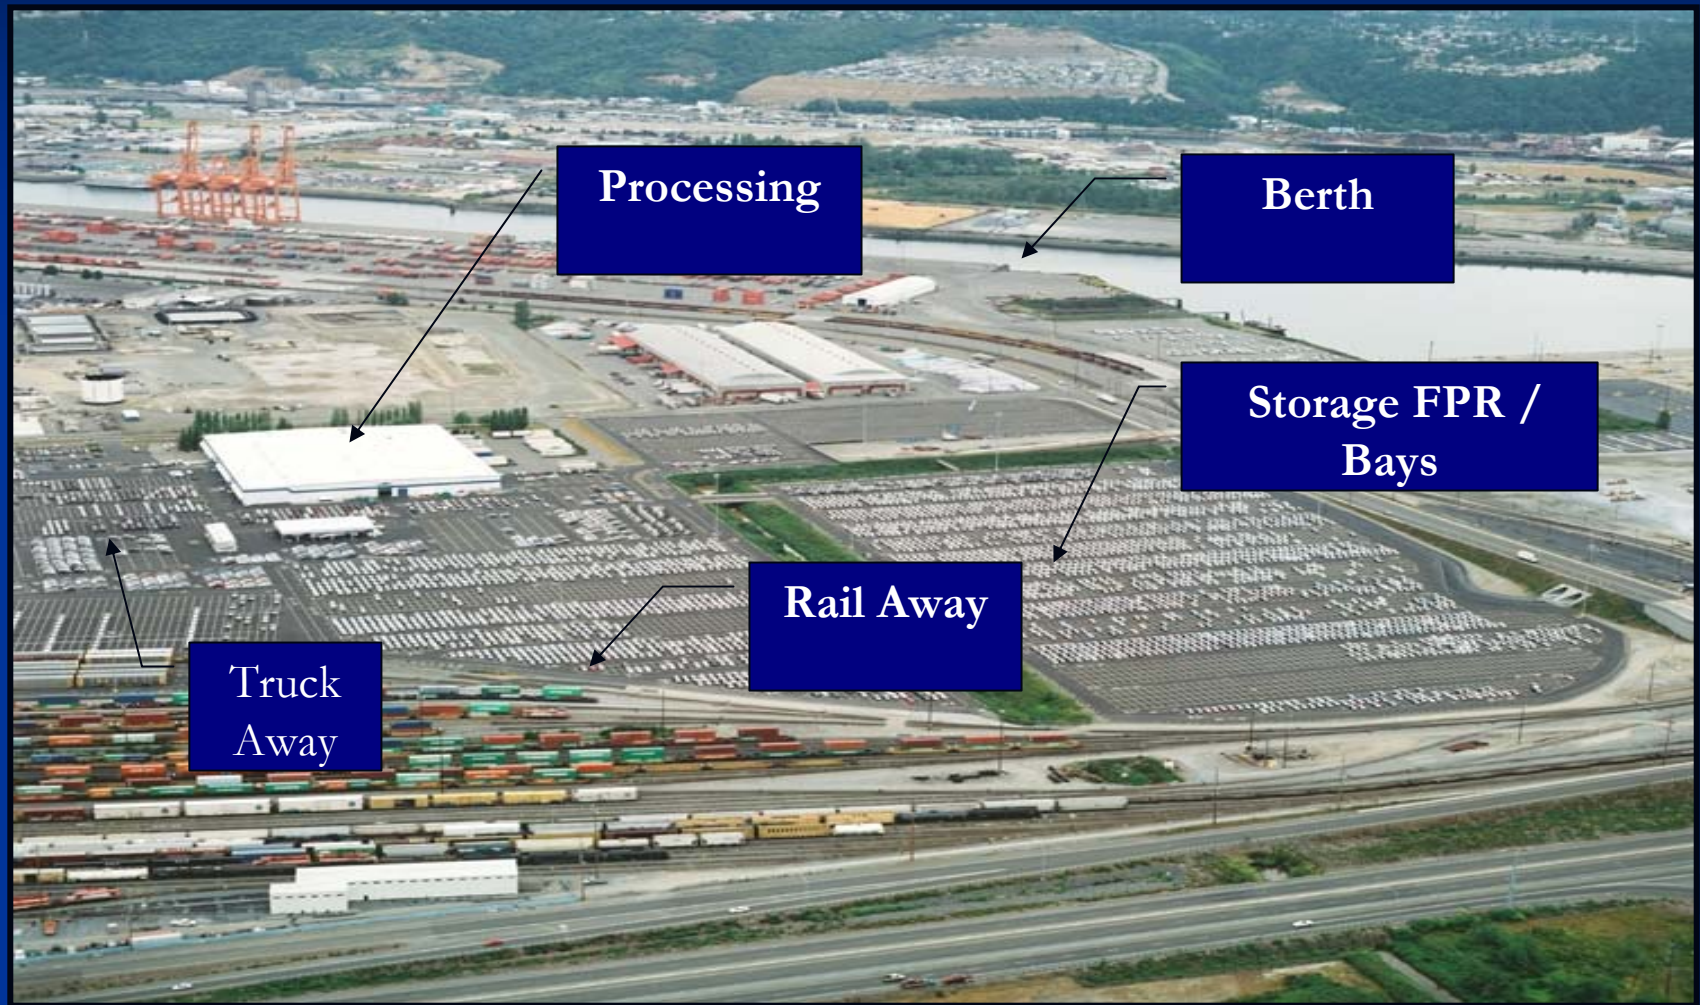 Processing
Berth
Storage FPR /
Bays
Rail Away
Truck
Away